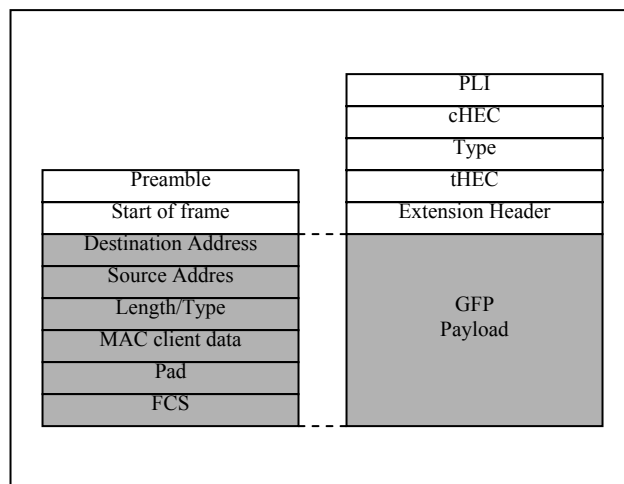 Preamble
Start of frame
Destination Address
Source Addres
Length/Type
MAC client data
Pad
FCS
PLI
cHEC
Type
tHEC
Extension Header
GFP
Payload